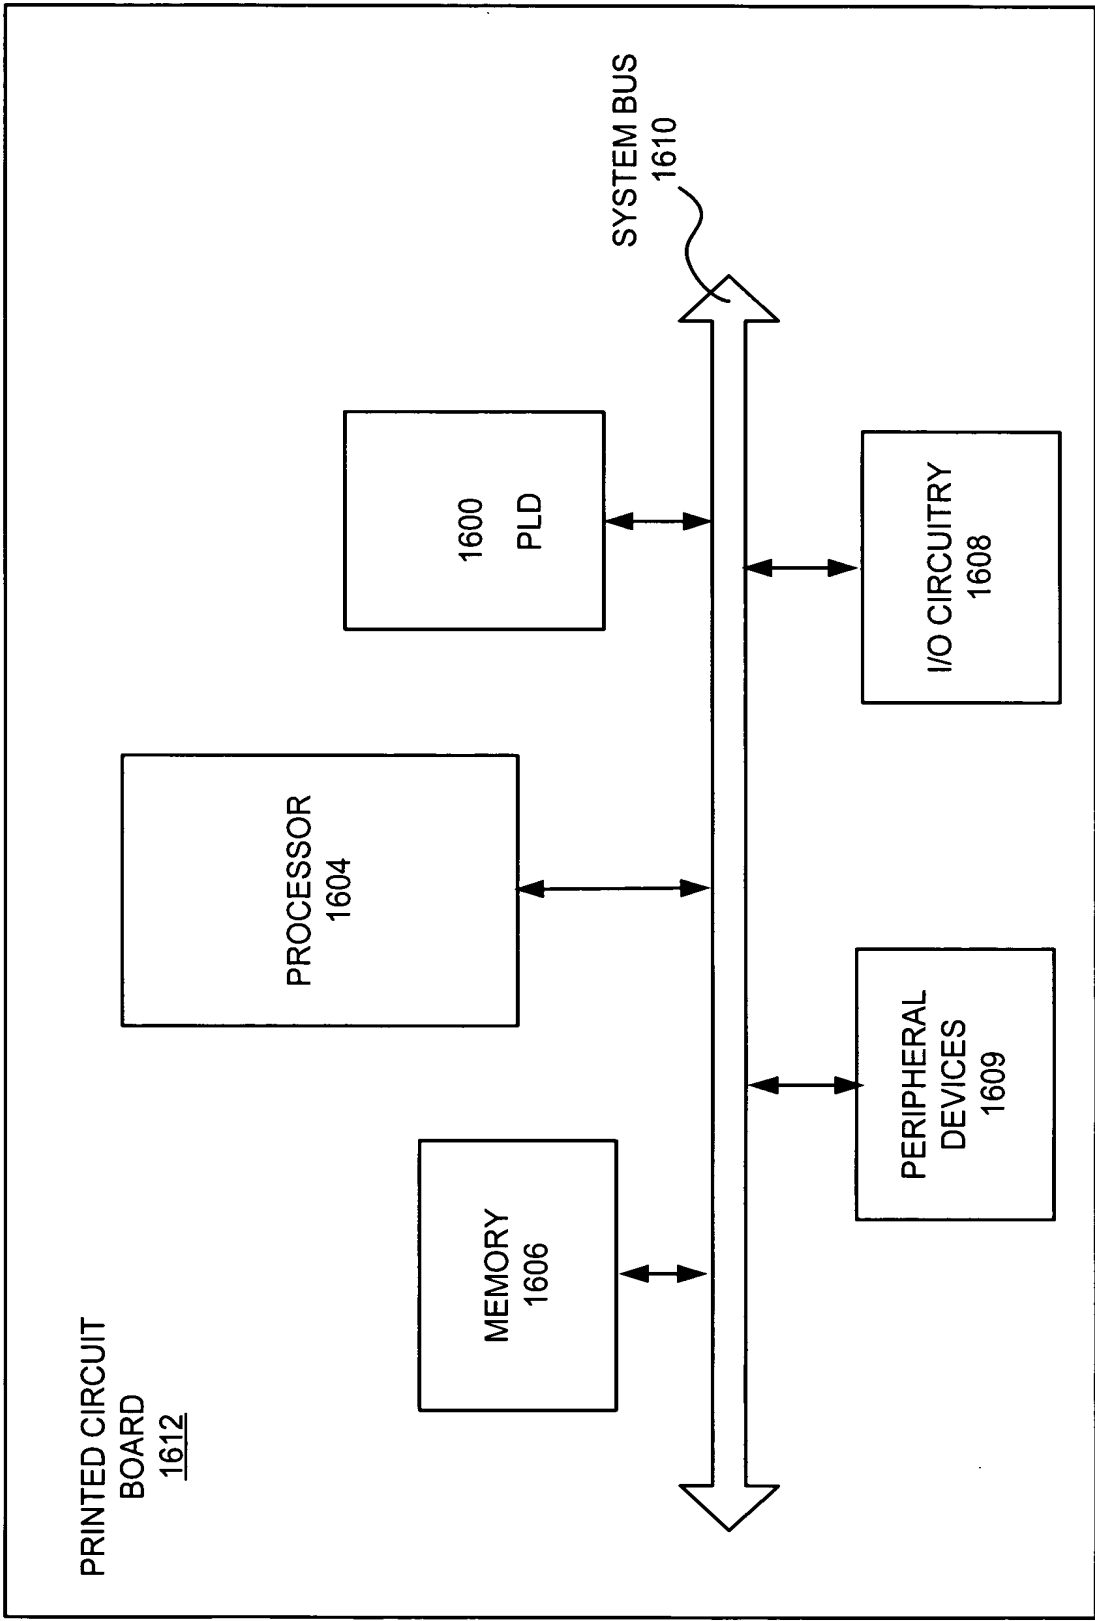 PRINTED CIRCUIT
BOARD
1612
MEMORY
1606
PROCESSOR
1604
1600
PLD
SYSTEM BUS
1610
PERIPHERAL
DEVICES
1609
I/O CIRCUITRY
1608